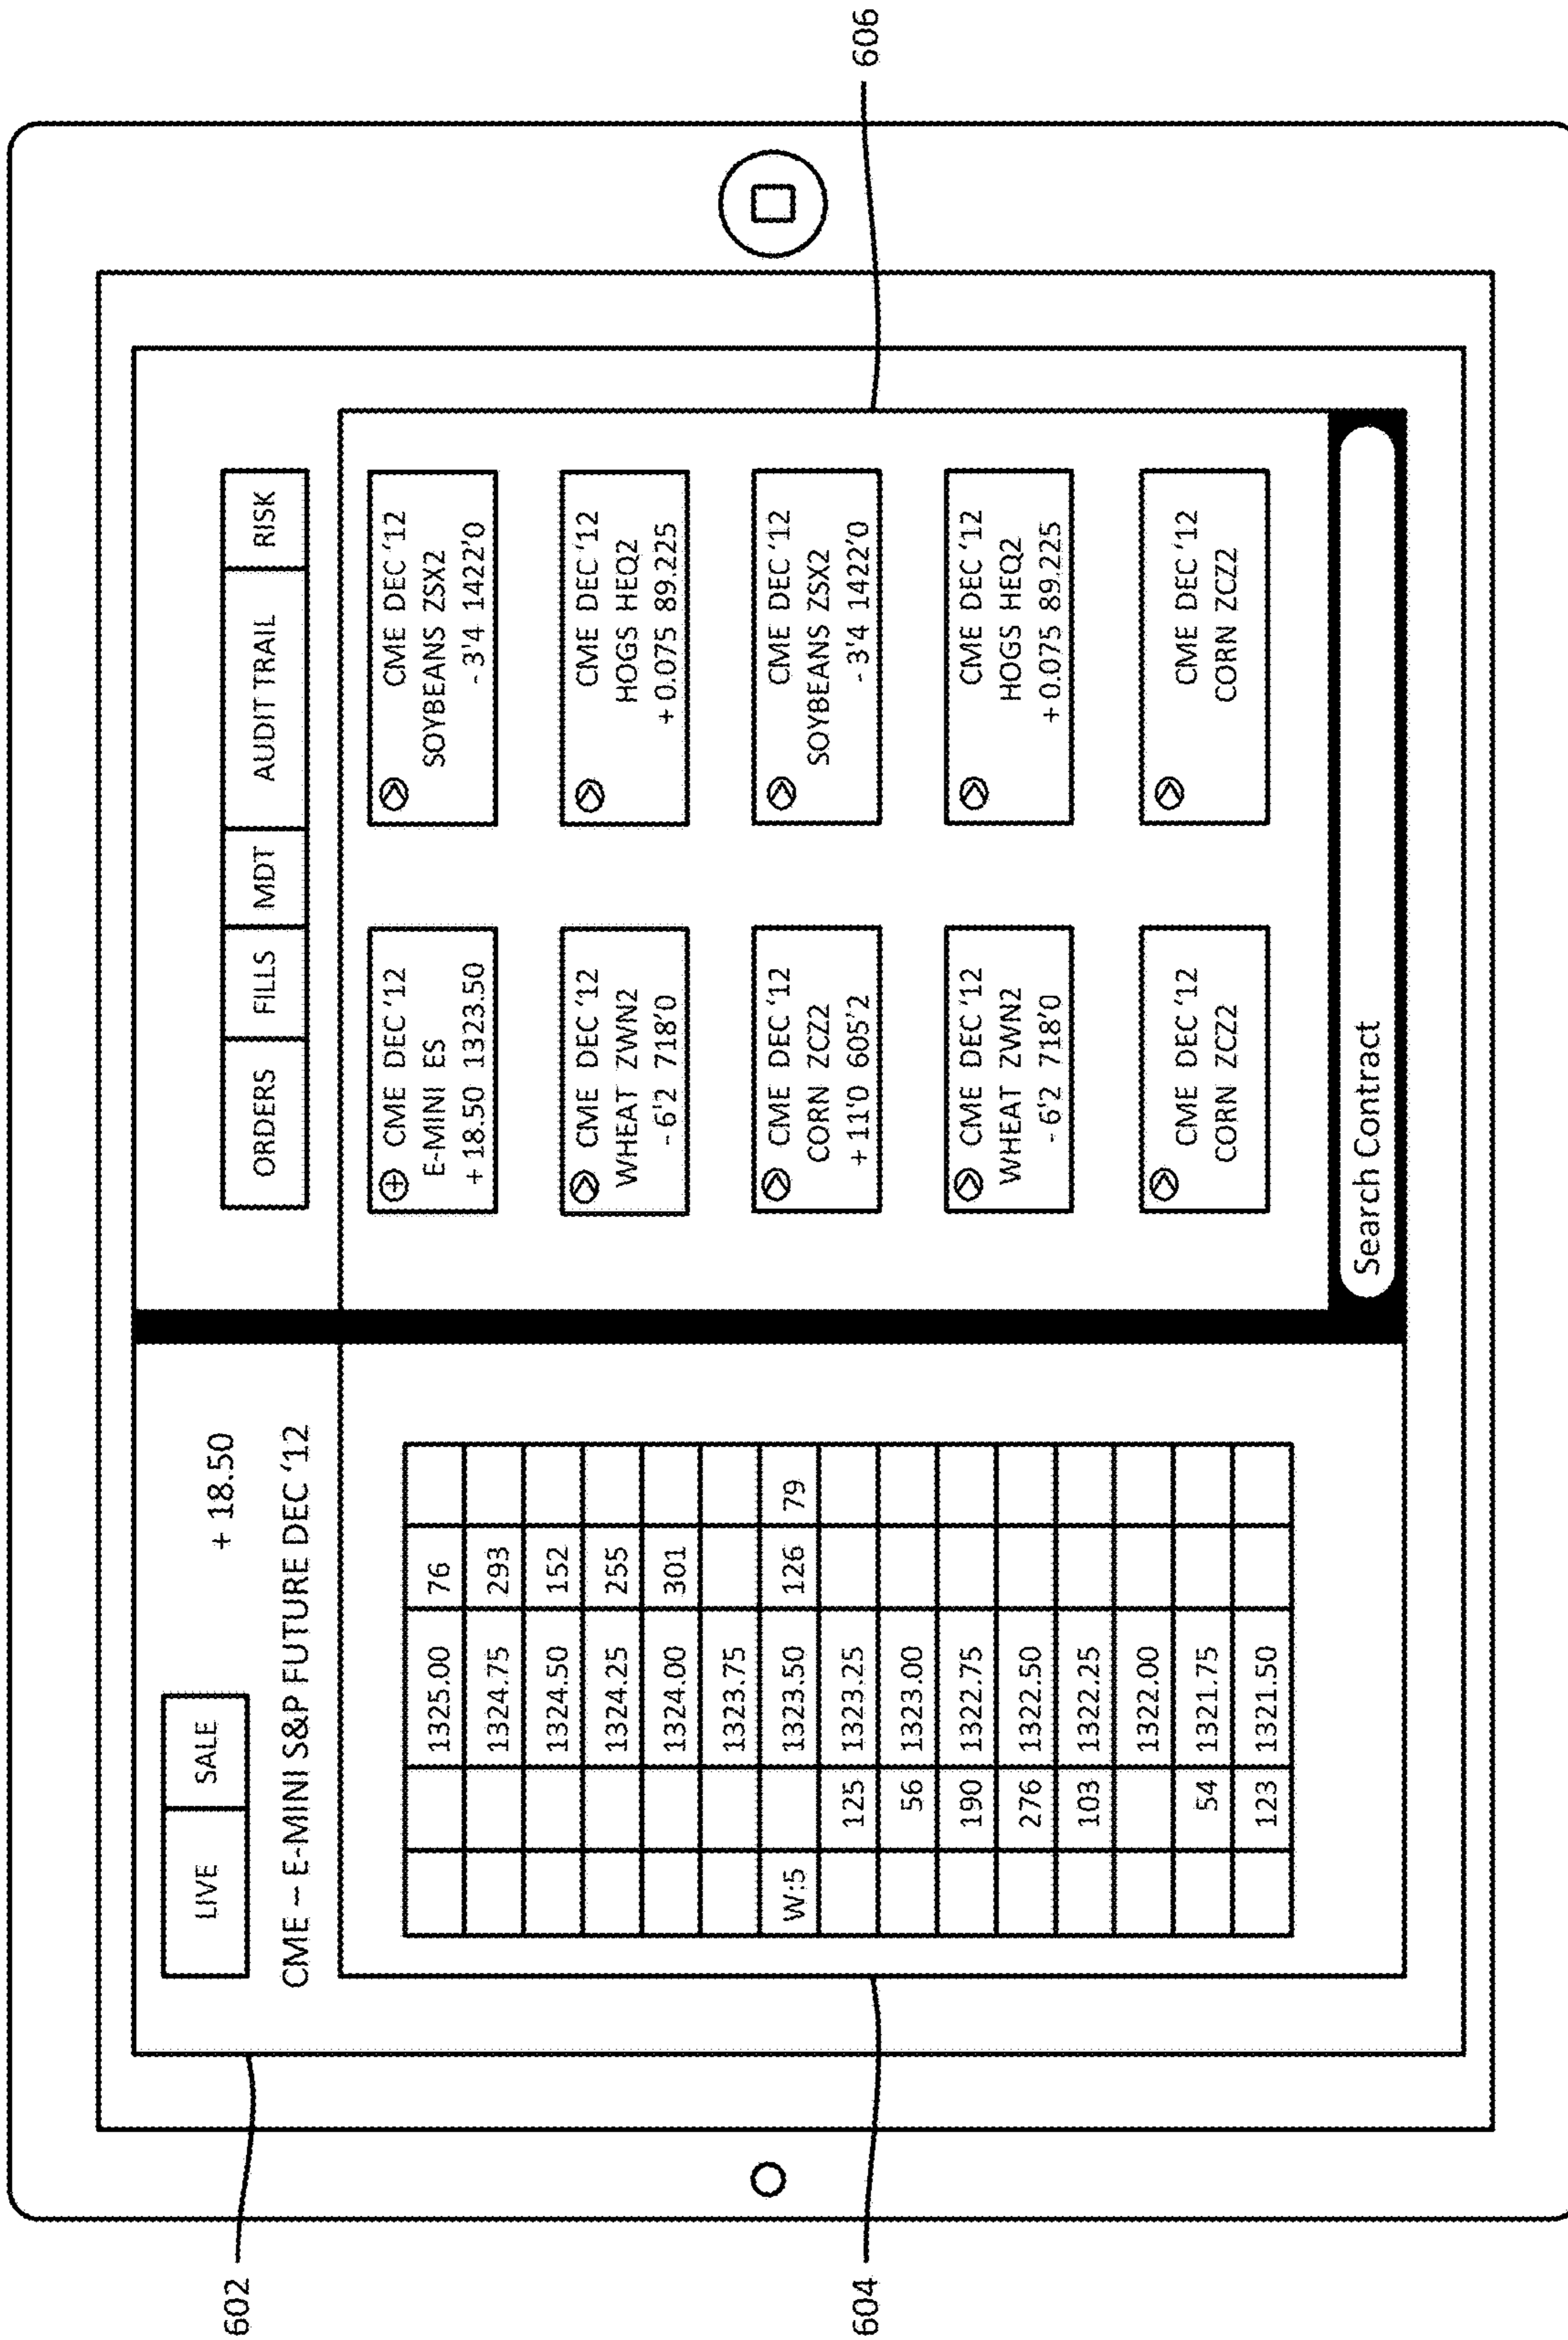 602
LIVE SALE + 18.50
CME – E-MINI S&P FUTURE DEC ‘12
1325.00 76
1324.75 293
1324.50 152
1324.25 255
1324.00 301
1323.75
W:5 1323.50 126 79
125 1323.25
56 1323.00
190 1322.75
276 1322.50
103 1322.25
1322.00
54 1321.75
123 1321.50
604
ORDERS FILLS MDT AUDIT TRAIL RISK
CME DEC ‘12
E-MINI ES
+ 18.50 1323.50
CME DEC ‘12
SOYBEANS ZSX2
- 3'4 1422'0
CME DEC ‘12
WHEAT ZWN2
- 6'2 718'0
CME DEC ‘12
HOGS HEQ2
+ 0.075 89.225
CME DEC ‘12
CORN ZCZ2
+ 11'0 605'2
CME DEC ‘12
SOYBEANS ZSX2
- 3'4 1422'0
CME DEC ‘12
WHEAT ZWN2
- 6'2 718'0
CME DEC ‘12
HOGS HEQ2
+ 0.075 89.225
CME DEC ‘12
CORN ZCZ2
CME DEC ‘12
CORN ZCZ2
Search Contract
606